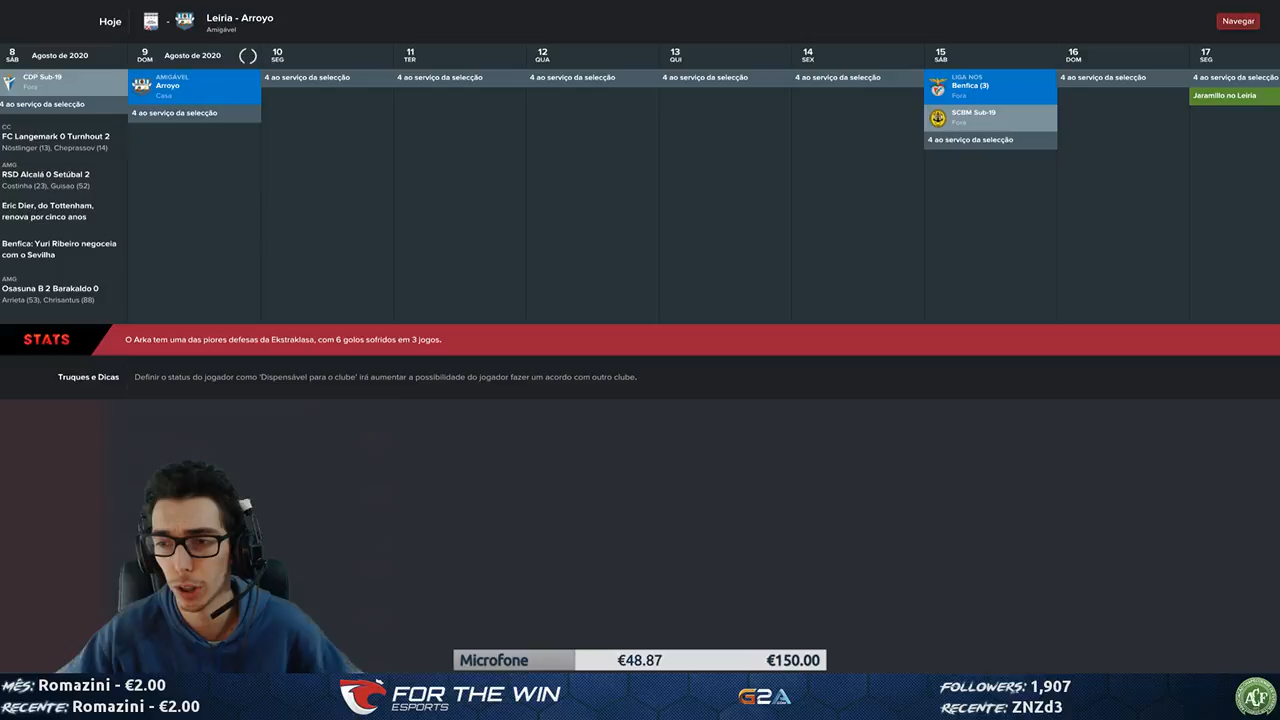 Hoje
Leiria - Arroyo
Amigável
Navegar
8
SÁB
Agosto de 2020
9
DOM
Agosto de 2020
10
SEG
11
TER
12
QUA
13
QUI
14
SEX
15
SÁB
16
DOM
17
SEG
CDP Sub-19
Fora
4 ao serviço da selecção
AMIGÁVEL
Arroyo
Casa
4 ao serviço da selecção
4 ao serviço da selecção
4 ao serviço da selecção
4 ao serviço da selecção
4 ao serviço da selecção
4 ao serviço da selecção
LIGA NOS
Benfica (3)
Fora
SCBM Sub-19
Fora
4 ao serviço da selecção
4 ao serviço da selecção
4 ao serviço da selecção
Jaramillo no Leiria
CC
FC Langemark 0 Turnhout 2
Nöstlinger (13), Cheprassov (14)
AMG
RSD Alcalá 0 Setúbal 2
Costinha (23), Guisao (52)
Eric Dier, do Tottenham,
renova por cinco anos
Benfica: Yuri Ribeiro negoceia
com o Sevilha
AMG
Osasuna B 2 Barakaldo 0
Arrieta (53), Chrisantus (88)
STATS
O Arka tem uma das piores defesas da Ekstraklasa, com 6 golos sofridos em 3 jogos.
Truques e Dicas
Definir o status do jogador como 'Dispensável para o clube' irá aumentar a possibilidade do jogador fazer um acordo com outro clube.
Microfone €48.87 €150.00
MÊS: Romazini - €2.00
RECENTE: Romazini - €2.00
FOR THE WIN
ESPORTS
G2A
FOLLOWERS: 1,907
RECENTE: ZNZd3
ACF